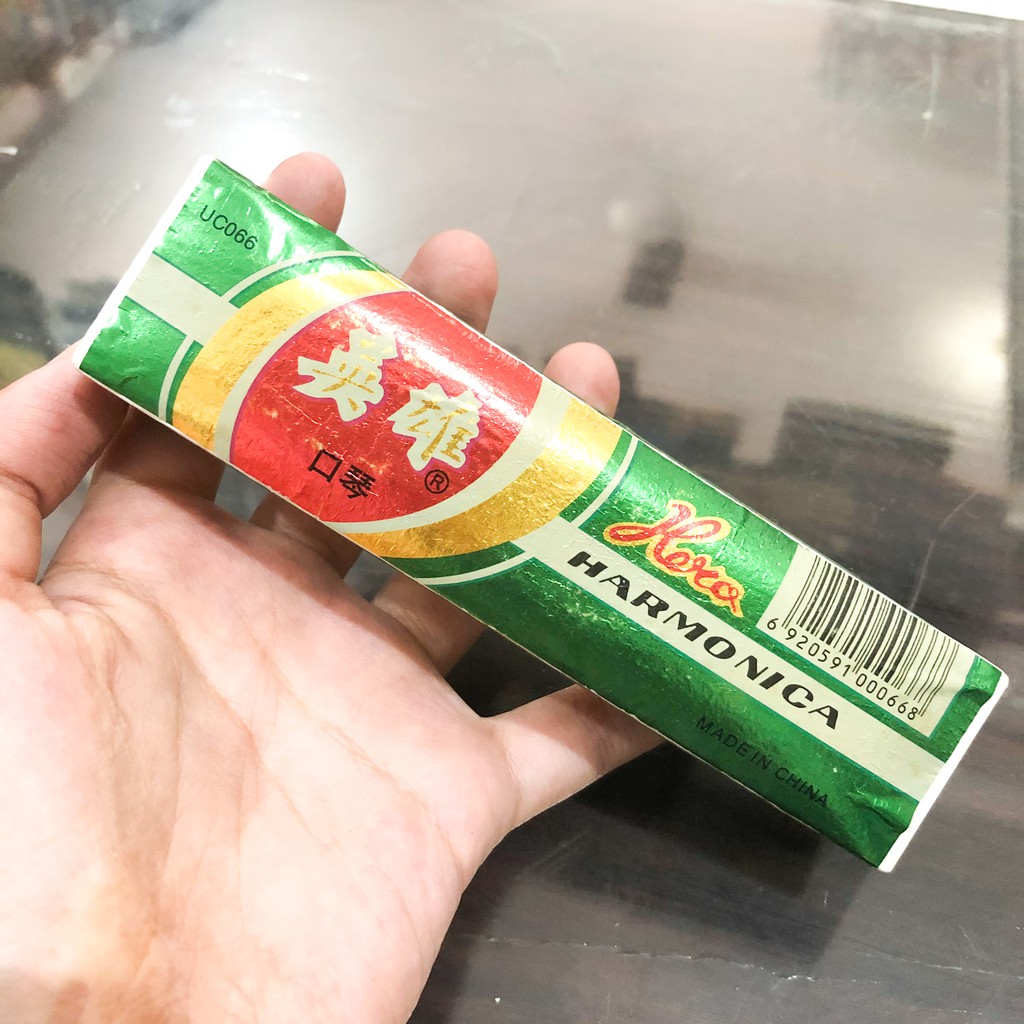 UC066
英雄®
口琴
Hero
HARMONICA
6 920591 000668
MADE IN CHINA